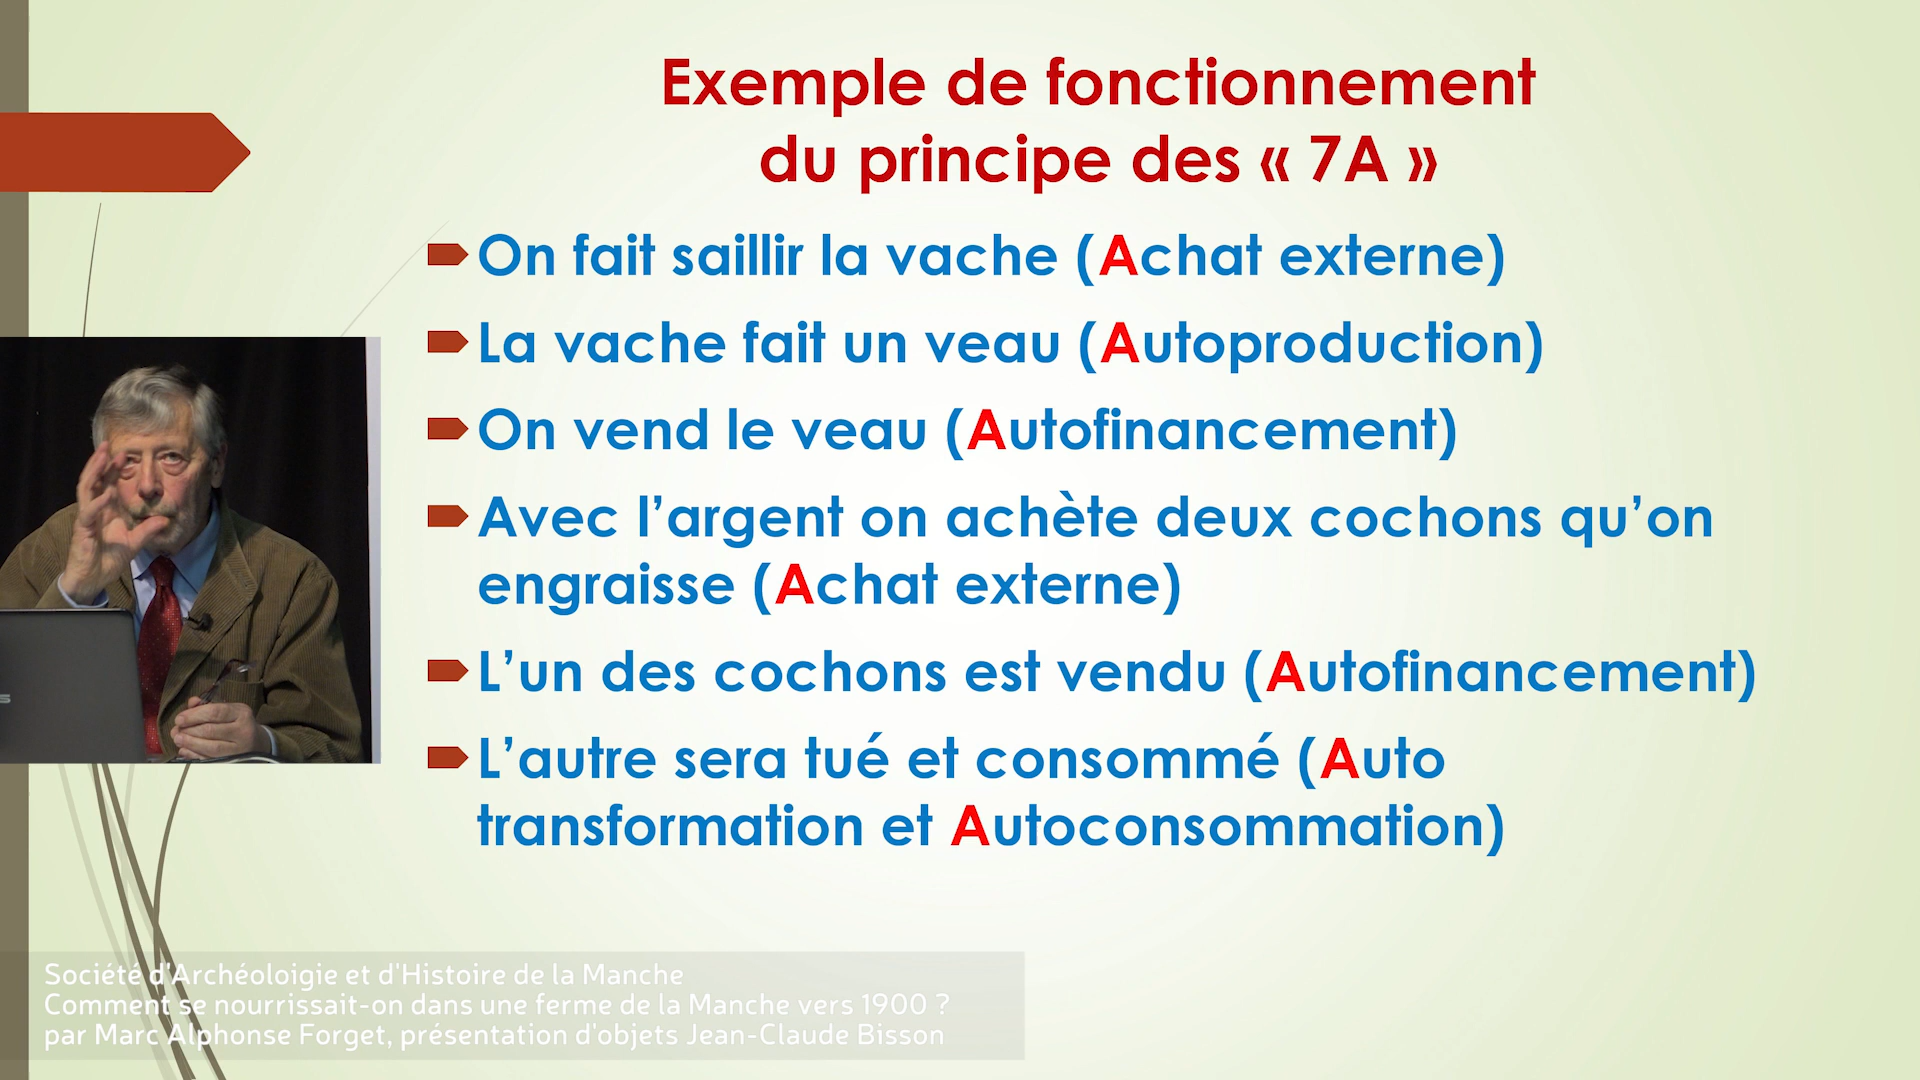 Exemple de fonctionnement
du principe des « 7A »
On fait saillir la vache (Achat externe)
La vache fait un veau (Autoproduction)
On vend le veau (Autofinancement)
Avec l’argent on achète deux cochons qu’on
engraisse (Achat externe)
L’un des cochons est vendu (Autofinancement)
L’autre sera tué et consommé (Auto
transformation et Autoconsommation)
Société d'Archéoloigie et d'Histoire de la Manche
Comment se nourrissait-on dans une ferme de la Manche vers 1900 ?
par Marc Alphonse Forget, présentation d'objets Jean-Claude Bisson